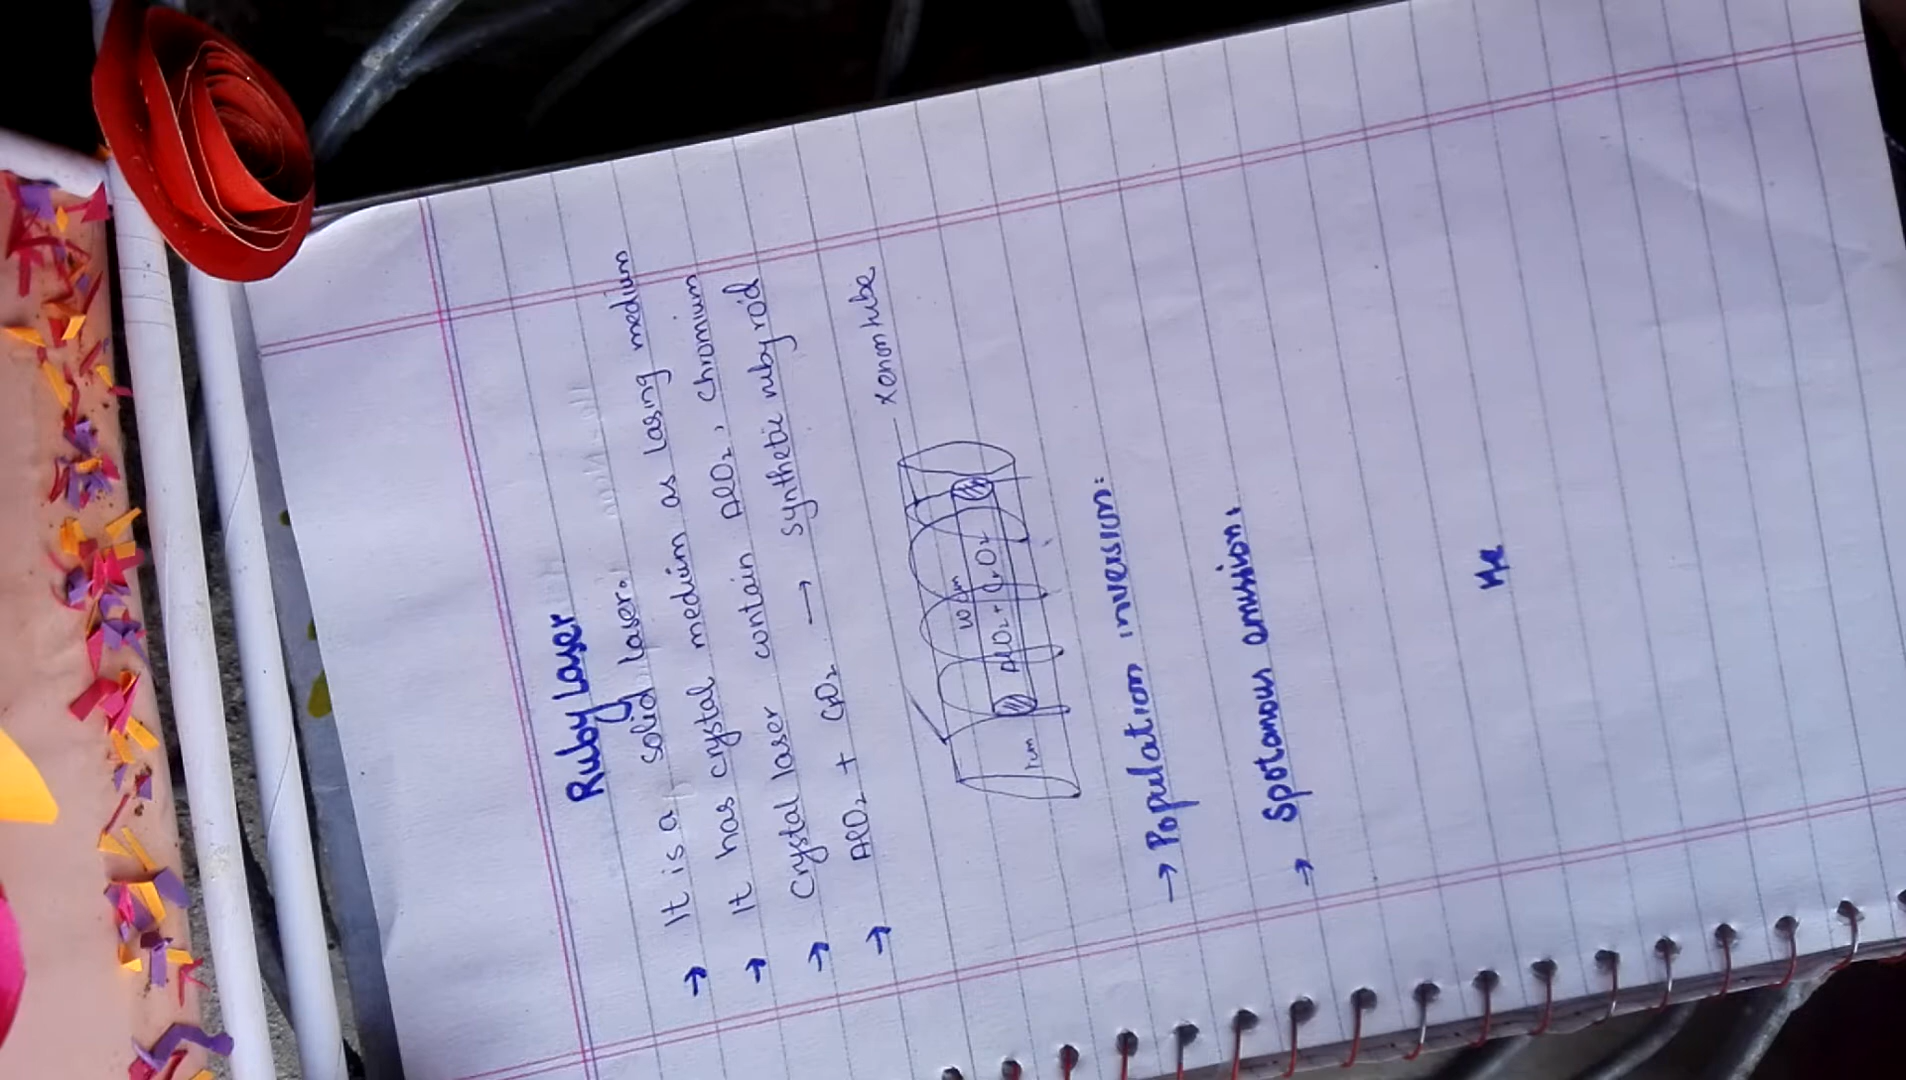 Ruby Laser
→ It is a solid laser.
→ It has crystal medium as lasing medium
→ Crystal laser contain AlO₂, chromium
→ AlO₂ + CrO₂ → synthetic ruby rod
xenon tube
10 cm
AlO₂ + CrO₂
1cm
→ Population inversion:
→ Spotanous emission.